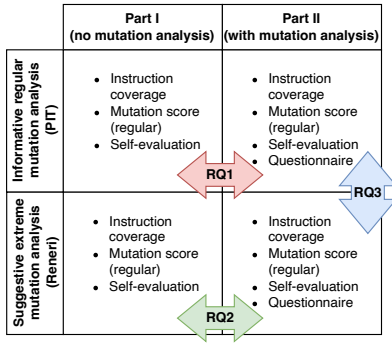 Part I
(no mutation analysis)
Part II
(with mutation analysis)
Informative regular
mutation analysis
(PIT)
• Instruction
coverage
• Mutation score
(regular)
• Self-evaluation
• Instruction
coverage
• Mutation score
(regular)
• Self-evaluation
• Questionnaire
RQ1
RQ3
Suggestive extreme
mutation analysis
(Reneri)
• Instruction
coverage
• Mutation score
(regular)
• Self-evaluation
• Instruction
coverage
• Mutation score
(regular)
• Self-evaluation
• Questionnaire
RQ2